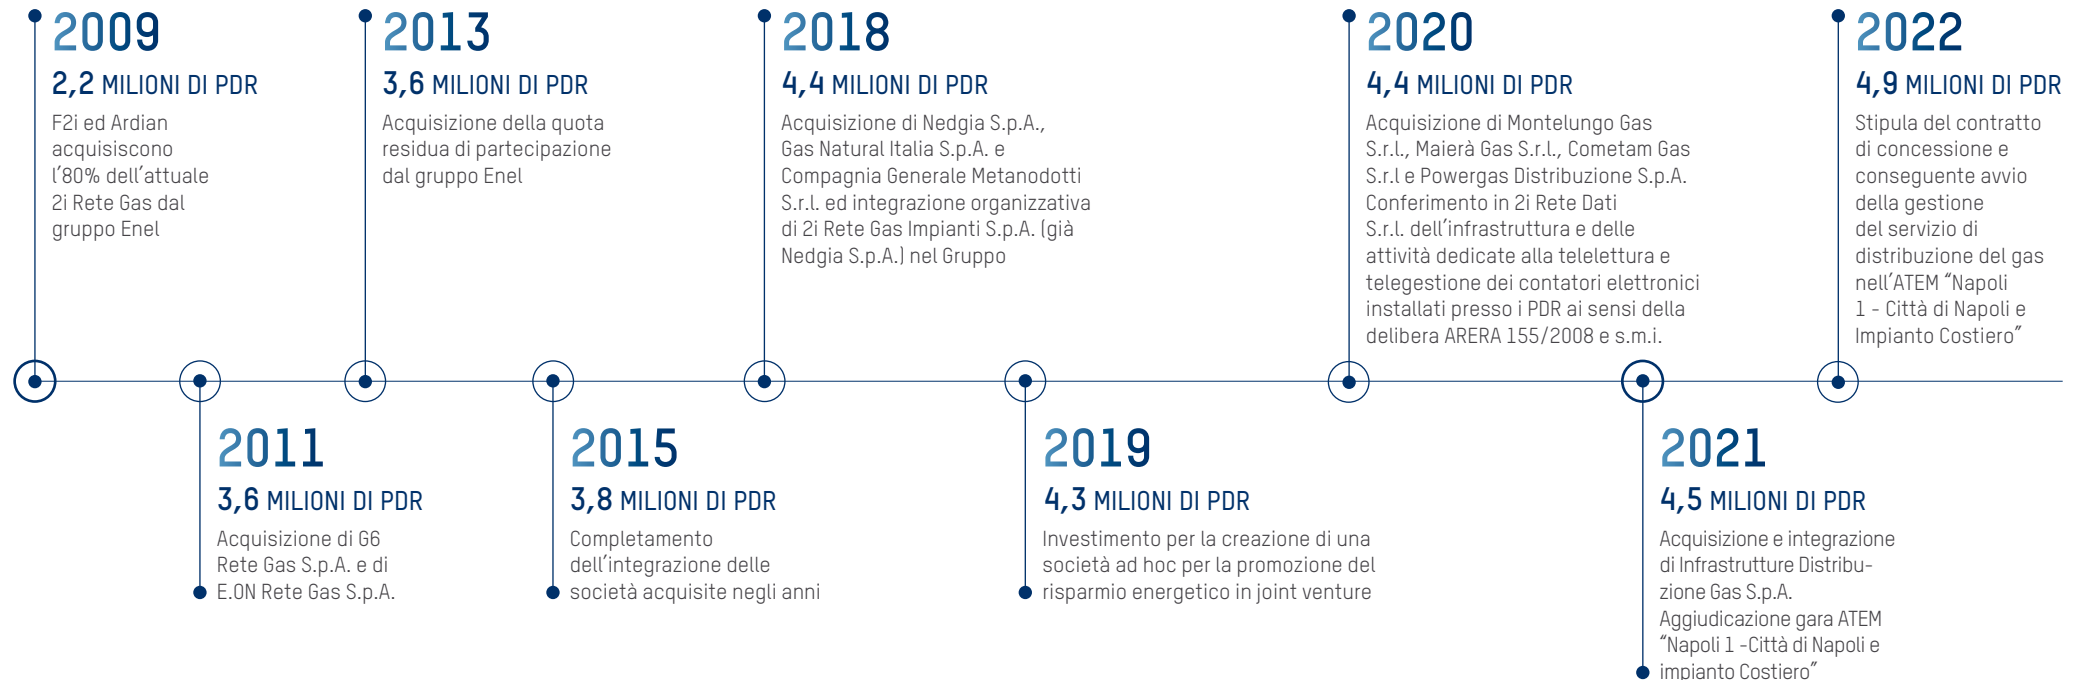 2009
2,2 MILIONI DI PDR
F2i ed Ardian
acquisiscono
l'80% dell'attuale
2i Rete Gas dal
gruppo Enel
2011
3,6 MILIONI DI PDR
Acquisizione di G6
Rete Gas S.p.A. e di
E.ON Rete Gas S.p.A.
2013
3,6 MILIONI DI PDR
Acquisizione della quota
residua di partecipazione
dal gruppo Enel
2015
3,8 MILIONI DI PDR
Completamento
dell'integrazione delle
società acquisite negli anni
2018
4,4 MILIONI DI PDR
Acquisizione di Nedgia S.p.A.,
Gas Natural Italia S.p.A. e
Compagnia Generale Metanodotti
S.r.l. ed integrazione organizzativa
di 2i Rete Gas Impianti S.p.A. (già
Nedgia S.p.A.) nel Gruppo
2019
4,3 MILIONI DI PDR
Investimento per la creazione di una
società ad hoc per la promozione del
risparmio energetico in joint venture
2020
4,4 MILIONI DI PDR
Acquisizione di Montelungo Gas
S.r.l., Maierà Gas S.r.l., Cometam Gas
S.r.l e Powergas Distribuzione S.p.A.
Conferimento in 2i Rete Dati
S.r.l. dell'infrastruttura e delle
attività dedicate alla telelettura e
telegestione dei contatori elettronici
installati presso i PDR ai sensi della
delibera ARERA 155/2008 e s.m.i.
2021
4,5 MILIONI DI PDR
Acquisizione e integrazione
di Infrastrutture Distribu-
zione Gas S.p.A.
Aggiudicazione gara ATEM
"Napoli 1 -Città di Napoli e
impianto Costiero"
2022
4,9 MILIONI DI PDR
Stipula del contratto
di concessione e
conseguente avvio
della gestione
del servizio di
distribuzione del gas
nell'ATEM "Napoli
1 - Città di Napoli e
Impianto Costiero"